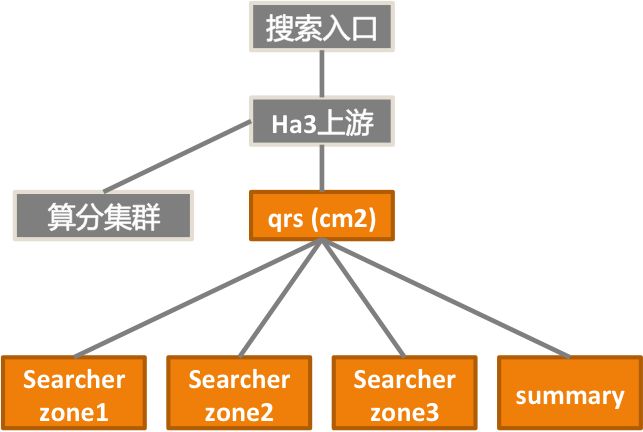 搜索入口
Ha3上游
算分集群
qrs (cm2)
Searcher
zone1
Searcher
zone2
Searcher
zone3
summary